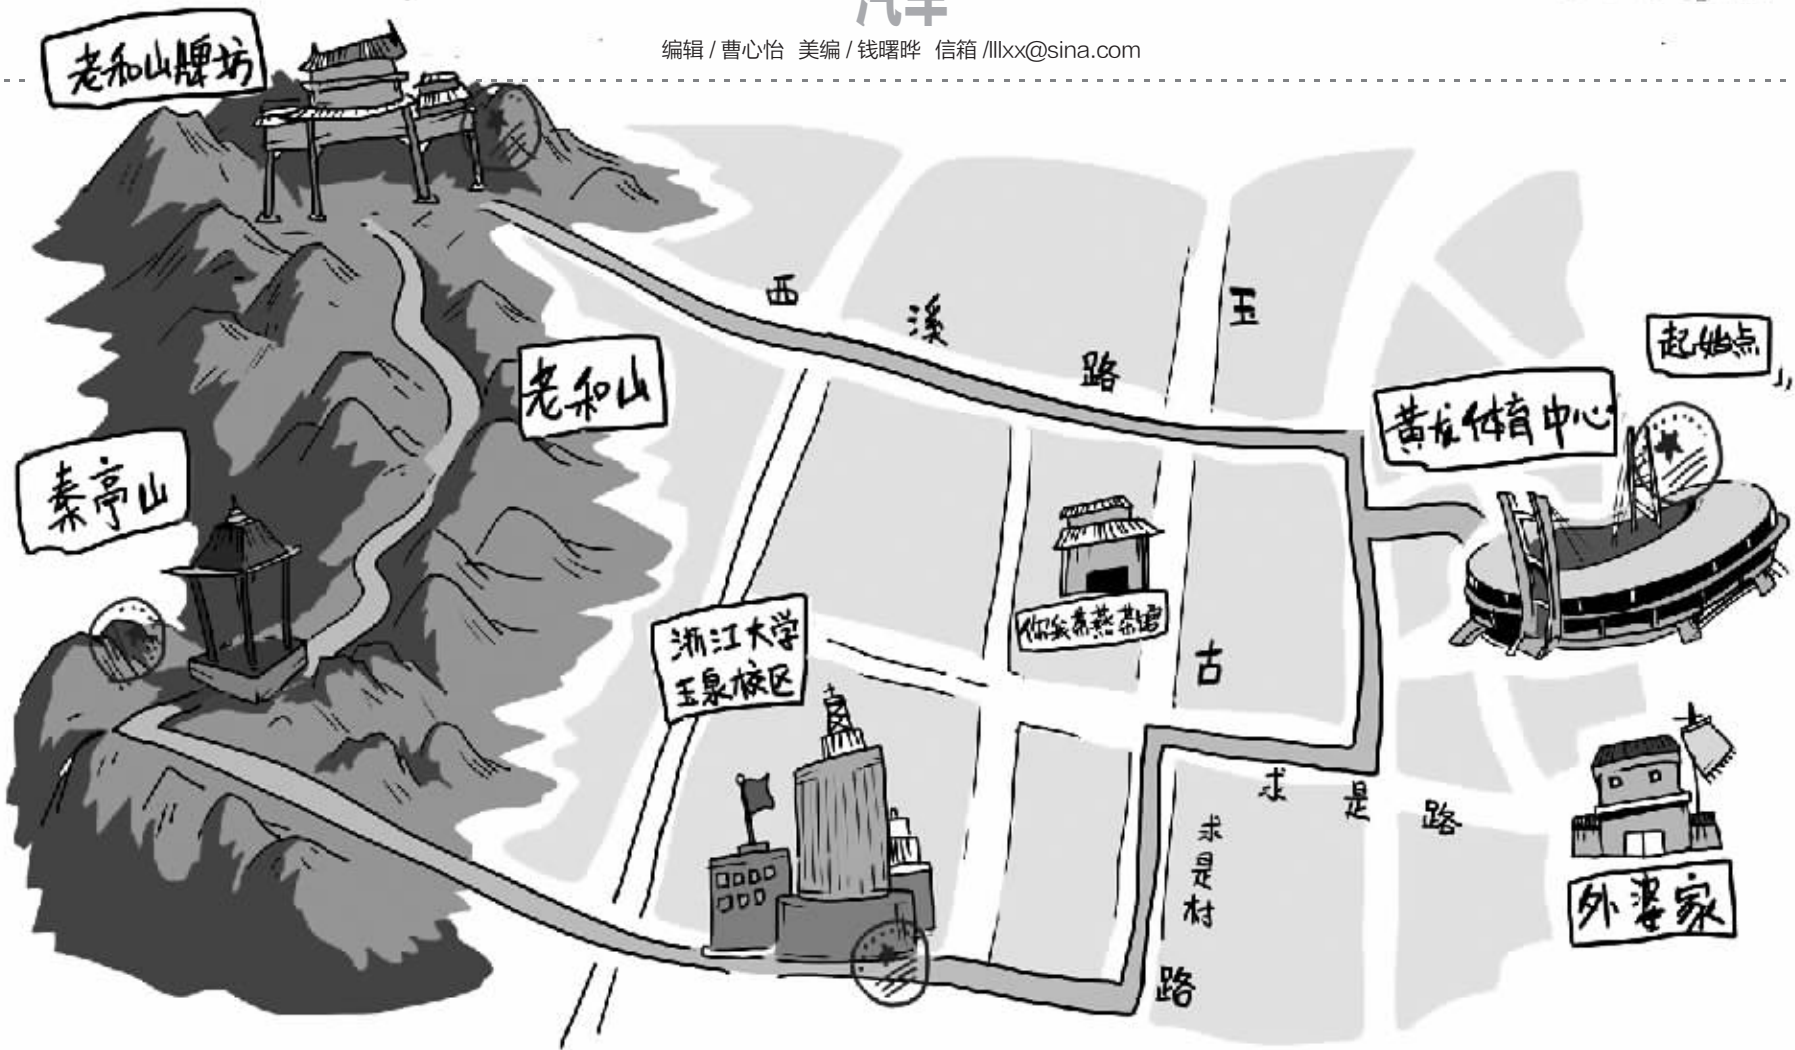 汽车
编辑/曹心怡 美编/钱曙晔 信箱/lllxx@sina.com
老和山牌坊
西溪路
玉古路
起始点
黄龙体育中心
老和山
秦亭山
浙江大学
玉泉校区
求是路
求是村
外婆家